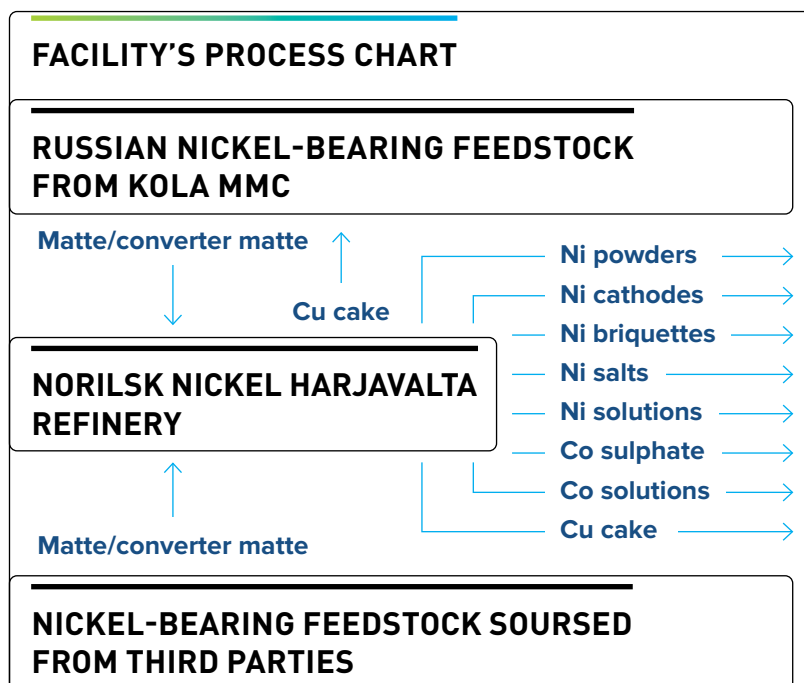 FACILITY'S PROCESS CHART
RUSSIAN NICKEL-BEARING FEEDSTOCK
FROM KOLA MMC
Matte/converter matte
Cu cake
Ni powders
Ni cathodes
Ni briquettes
Ni salts
Ni solutions
Co sulphate
Co solutions
Cu cake
NORILSK NICKEL HARJAVALTA
REFINERY
Matte/converter matte
NICKEL-BEARING FEEDSTOCK SOURSED
FROM THIRD PARTIES